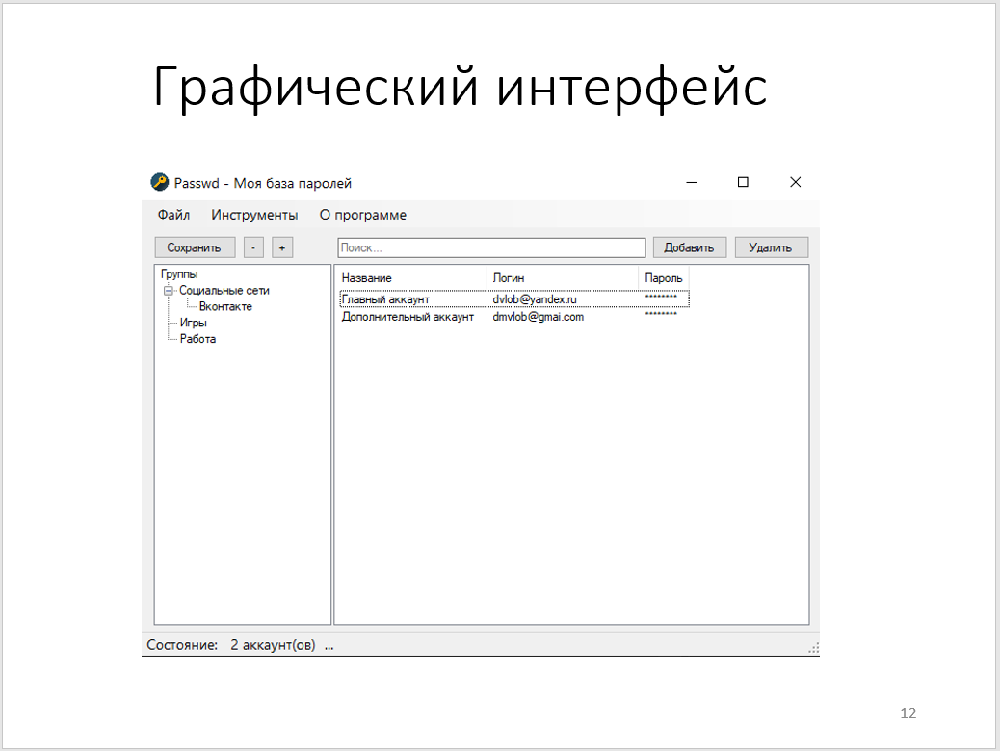 Графический интерфейс
Passwd - Моя база паролей
Файл Инструменты О программе
Сохранить - + Поиск... Добавить Удалить
Группы
Социальные сети
Вконтакте
Игры
Работа
Название Логин Пароль
Главный аккаунт dvlob@yandex.ru ********
Дополнительный аккаунт dmvlob@gmai.com ********
Состояние: 2 аккаунт(ов) ...
12